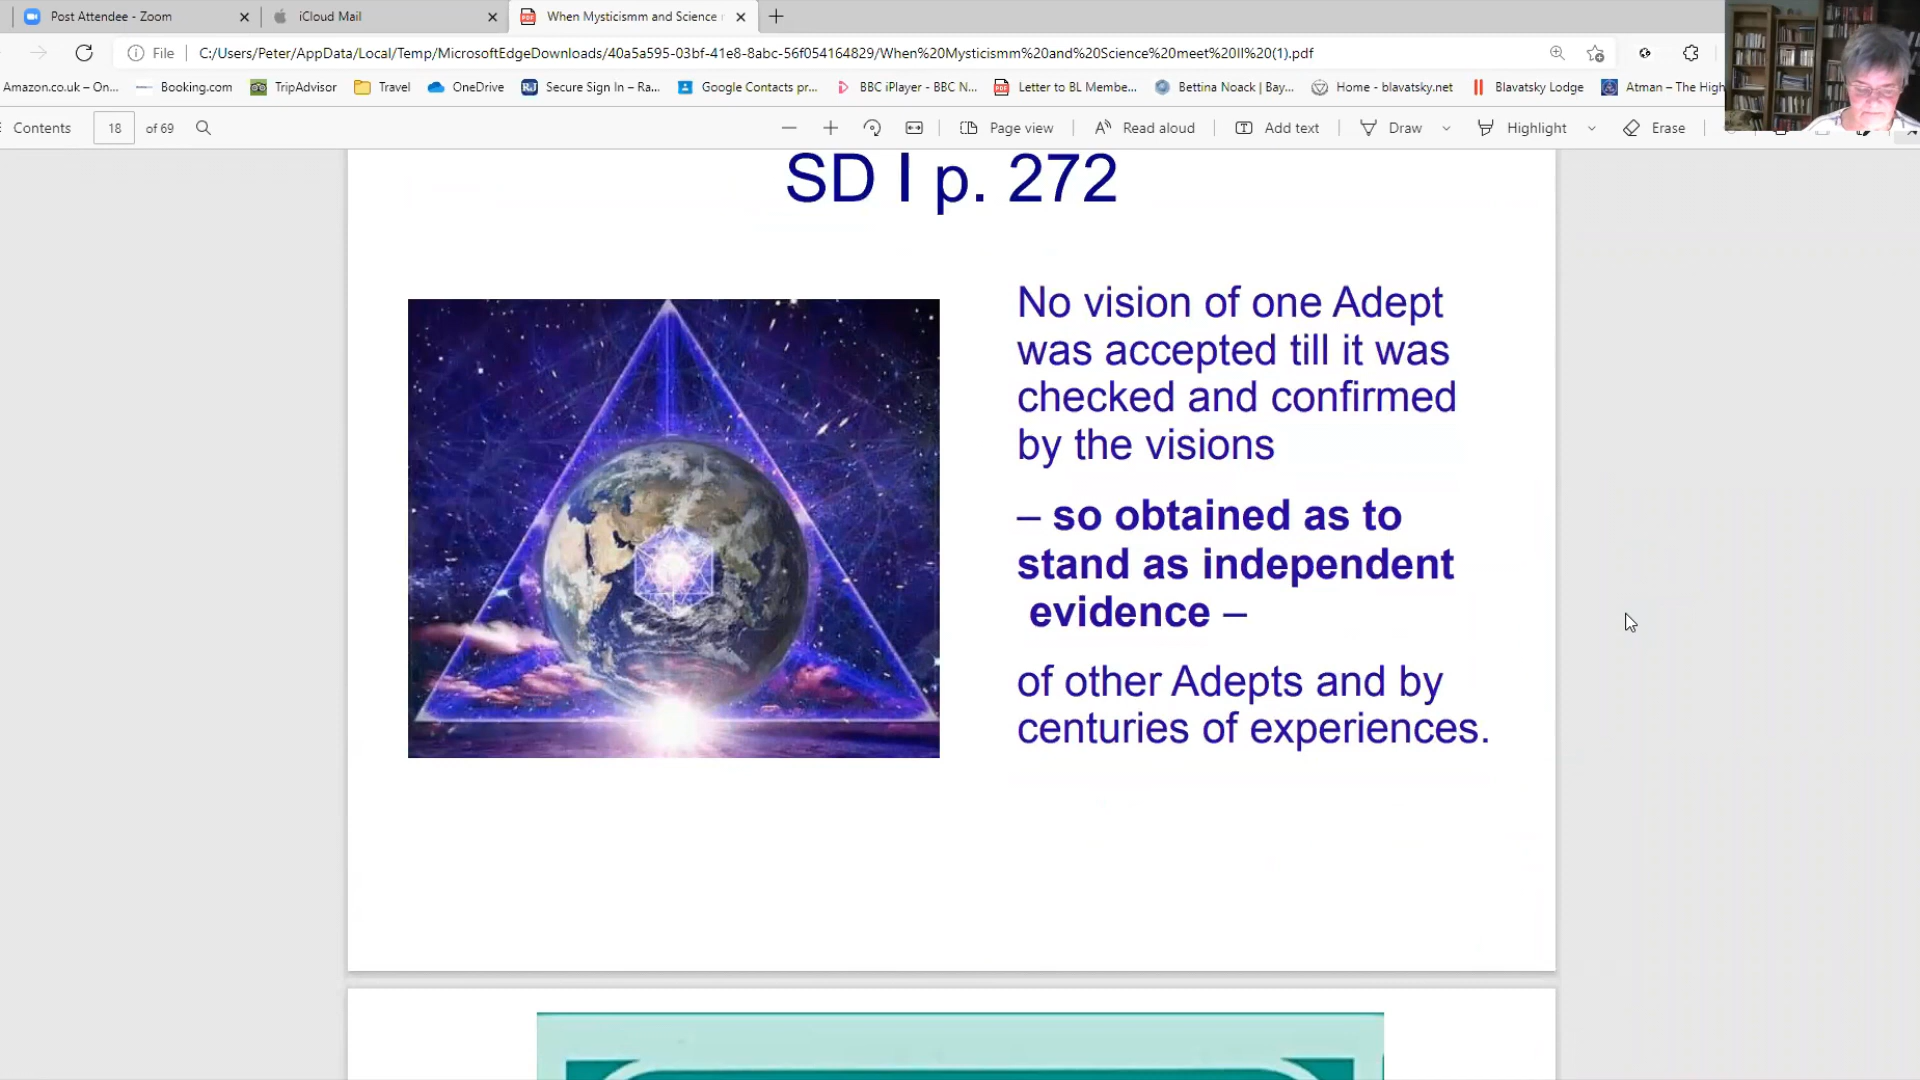 Post Attendee - Zoom
iCloud Mail
When Mysticismm and Science
File
C:/Users/Peter/AppData/Local/Temp/MicrosoftEdgeDownloads/40a5a595-03bf-41e8-8abc-56f054164829/When%20Mysticismm%20and%20Science%20meet%20II%20(1).pdf
Amazon.co.uk – On...
Booking.com
TripAdvisor
Travel
OneDrive
Secure Sign In – Ra...
Google Contacts pr...
BBC iPlayer - BBC N...
Letter to BL Membe...
Bettina Noack | Bay...
Home - blavatsky.net
Blavatsky Lodge
Atman – The High
Contents
18
of 69
Page view
Read aloud
Add text
Draw
Highlight
Erase
SD I p. 272
No vision of one Adept
was accepted till it was
checked and confirmed
by the visions
– so obtained as to
stand as independent
evidence –
of other Adepts and by
centuries of experiences.